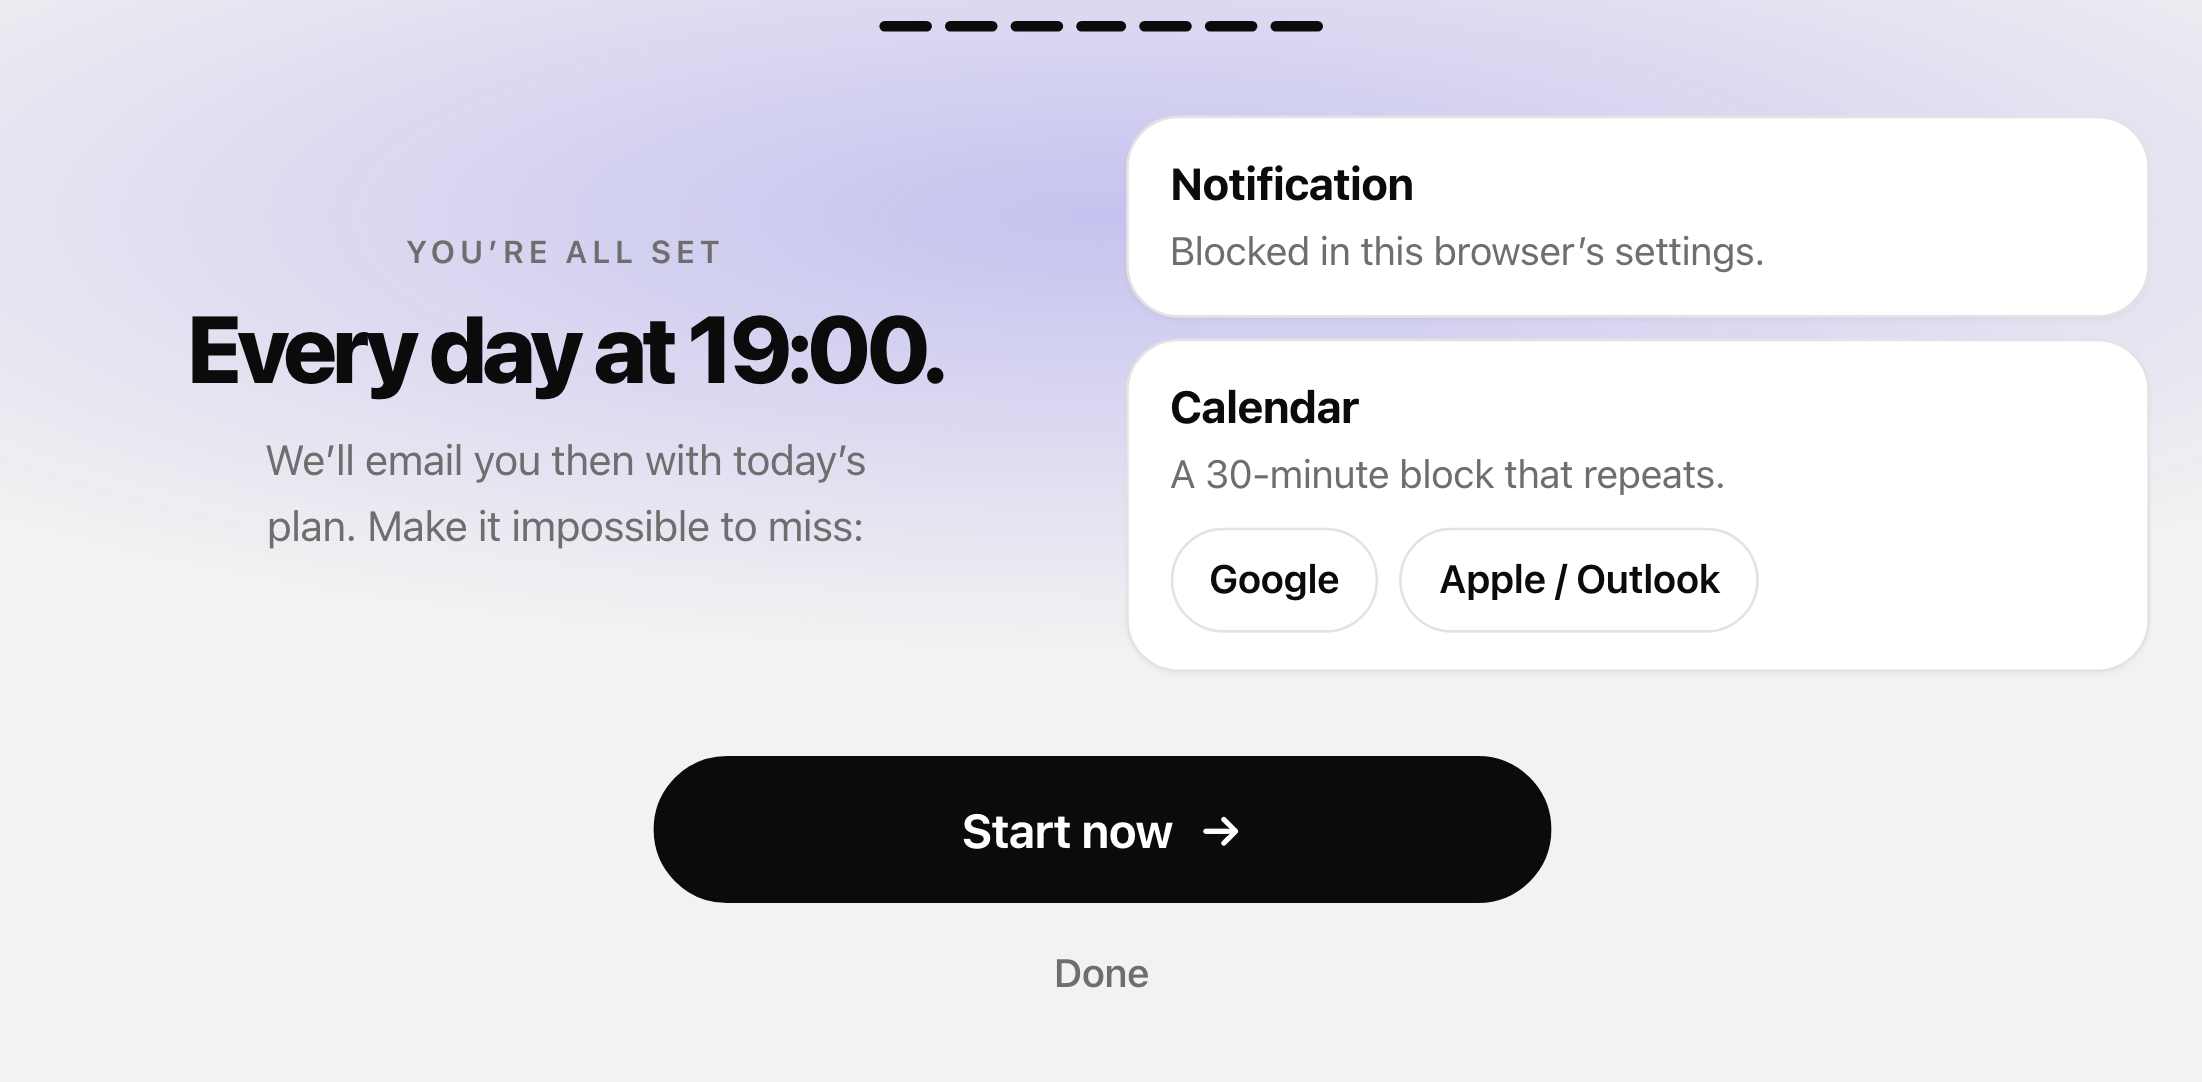 YOU’RE ALL SET
Every day at 19:00.
We’ll email you then with today’s
plan. Make it impossible to miss:
Notification
Blocked in this browser’s settings.
Calendar
A 30-minute block that repeats.
Google
Apple / Outlook
Start now →
Done